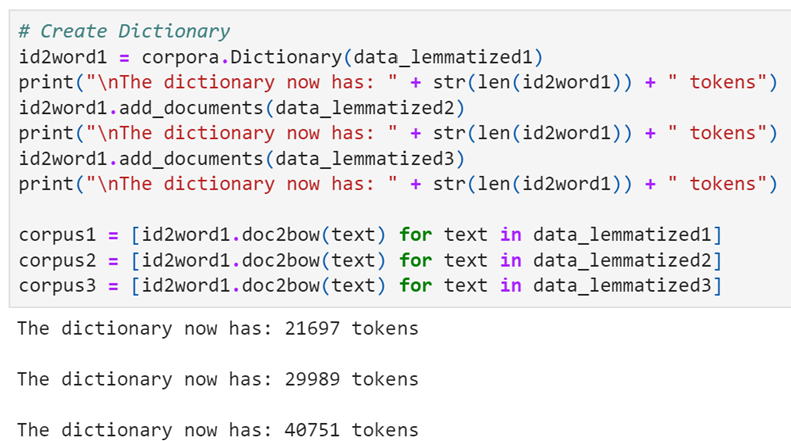 # Create Dictionary
id2word1 = corpora.Dictionary(data_lemmatized1)
print("\nThe dictionary now has: " + str(len(id2word1)) + " tokens")
id2word1.add_documents(data_lemmatized2)
print("\nThe dictionary now has: " + str(len(id2word1)) + " tokens")
id2word1.add_documents(data_lemmatized3)
print("\nThe dictionary now has: " + str(len(id2word1)) + " tokens")
corpus1 = [id2word1.doc2bow(text) for text in data_lemmatized1]
corpus2 = [id2word1.doc2bow(text) for text in data_lemmatized2]
corpus3 = [id2word1.doc2bow(text) for text in data_lemmatized3]
The dictionary now has: 21697 tokens
The dictionary now has: 29989 tokens
The dictionary now has: 40751 tokens